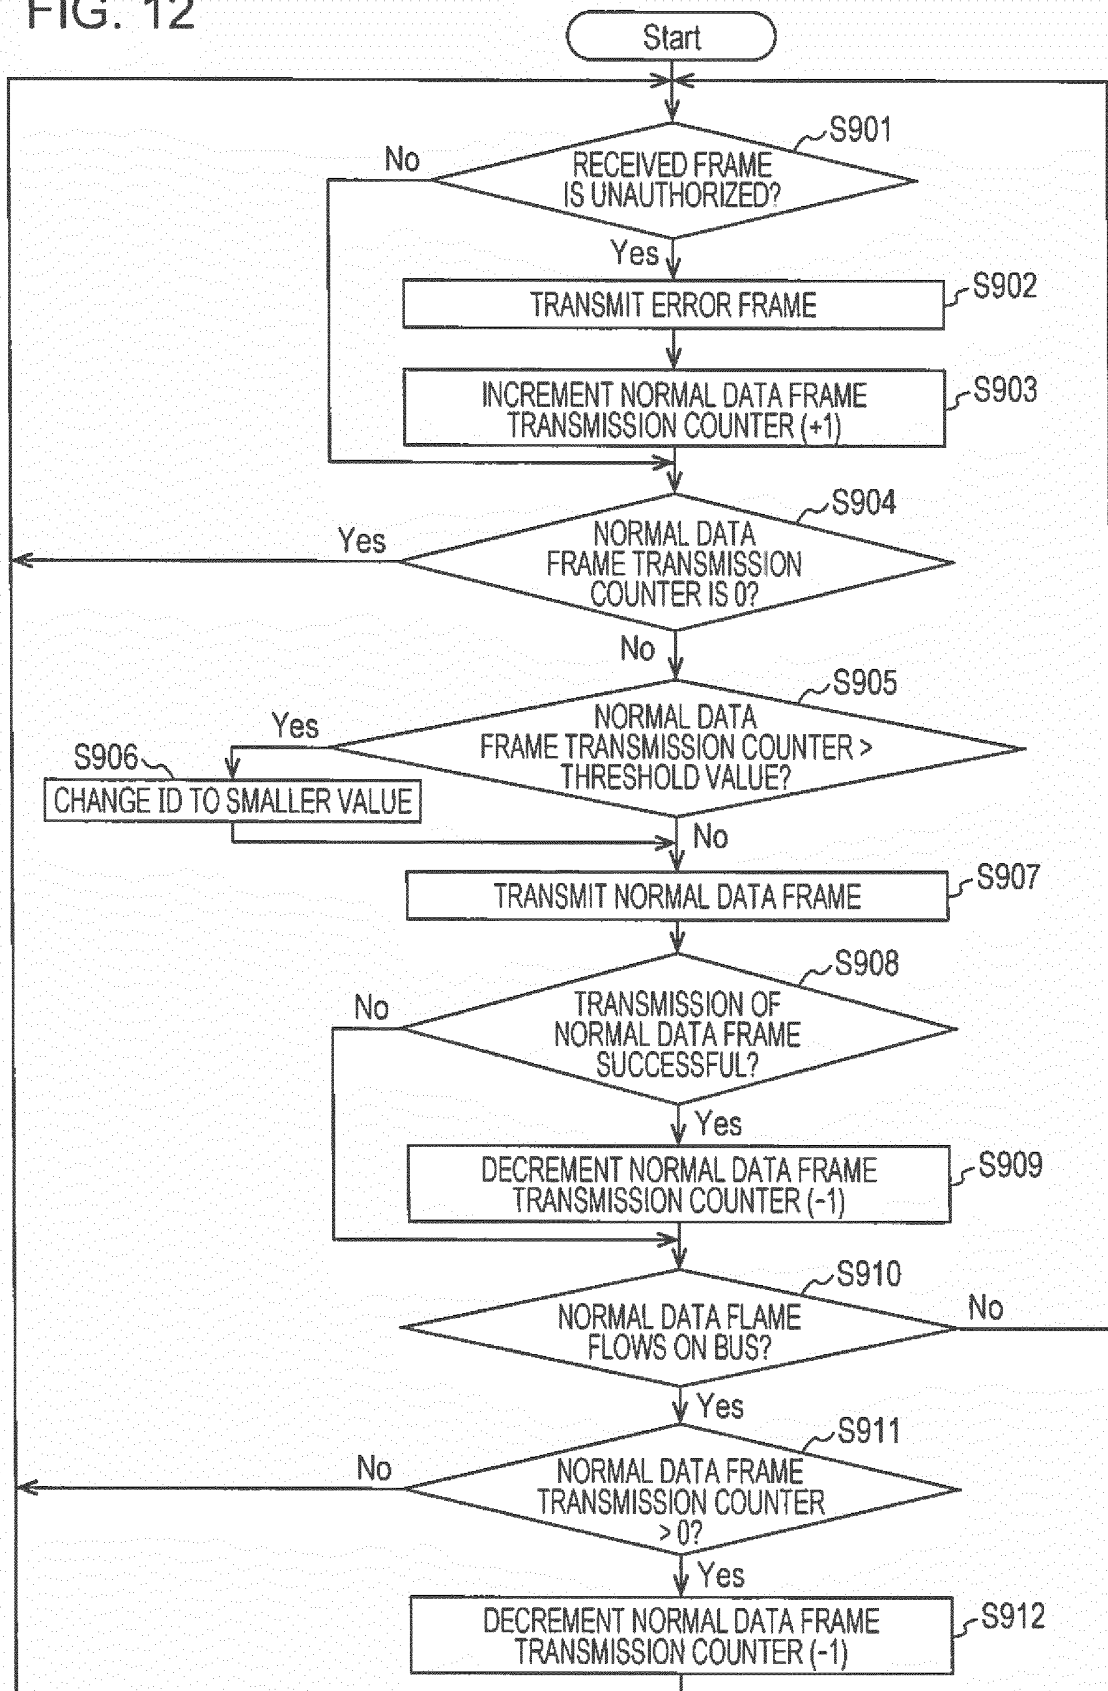 FIG. 12
Start
S901
No
RECEIVED FRAME
IS UNAUTHORIZED?
Yes
S902
TRANSMIT ERROR FRAME
S903
INCREMENT NORMAL DATA FRAME
TRANSMISSION COUNTER (+1)
S904
Yes
NORMAL DATA
FRAME TRANSMISSION
COUNTER IS 0?
No
S905
Yes
NORMAL DATA
FRAME TRANSMISSION COUNTER >
THRESHOLD VALUE?
S906
CHANGE ID TO SMALLER VALUE
No
S907
TRANSMIT NORMAL DATA FRAME
S908
No
TRANSMISSION OF
NORMAL DATA FRAME
SUCCESSFUL?
Yes
S909
DECREMENT NORMAL DATA FRAME
TRANSMISSION COUNTER (-1)
S910
No
NORMAL DATA FLAME
FLOWS ON BUS?
Yes
S911
No
NORMAL DATA FRAME
TRANSMISSION COUNTER
> 0?
Yes
S912
DECREMENT NORMAL DATA FRAME
TRANSMISSION COUNTER (-1)